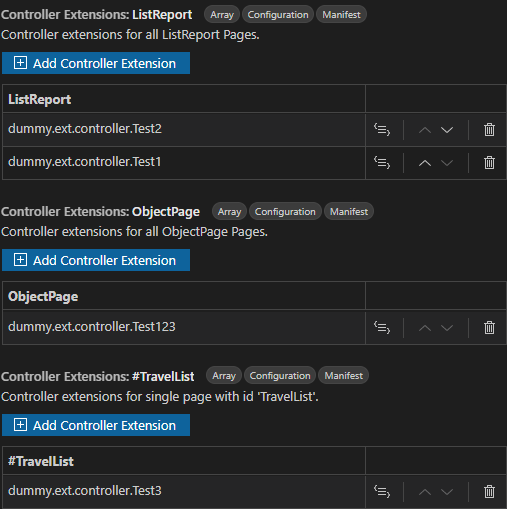 Controller Extensions: ListReport Array Configuration Manifest
Controller extensions for all ListReport Pages.
Add Controller Extension
ListReport
dummy.ext.controller.Test2
dummy.ext.controller.Test1
Controller Extensions: ObjectPage Array Configuration Manifest
Controller extensions for all ObjectPage Pages.
Add Controller Extension
ObjectPage
dummy.ext.controller.Test123
Controller Extensions: #TravelList Array Configuration Manifest
Controller extensions for single page with id 'TravelList'.
Add Controller Extension
#TravelList
dummy.ext.controller.Test3